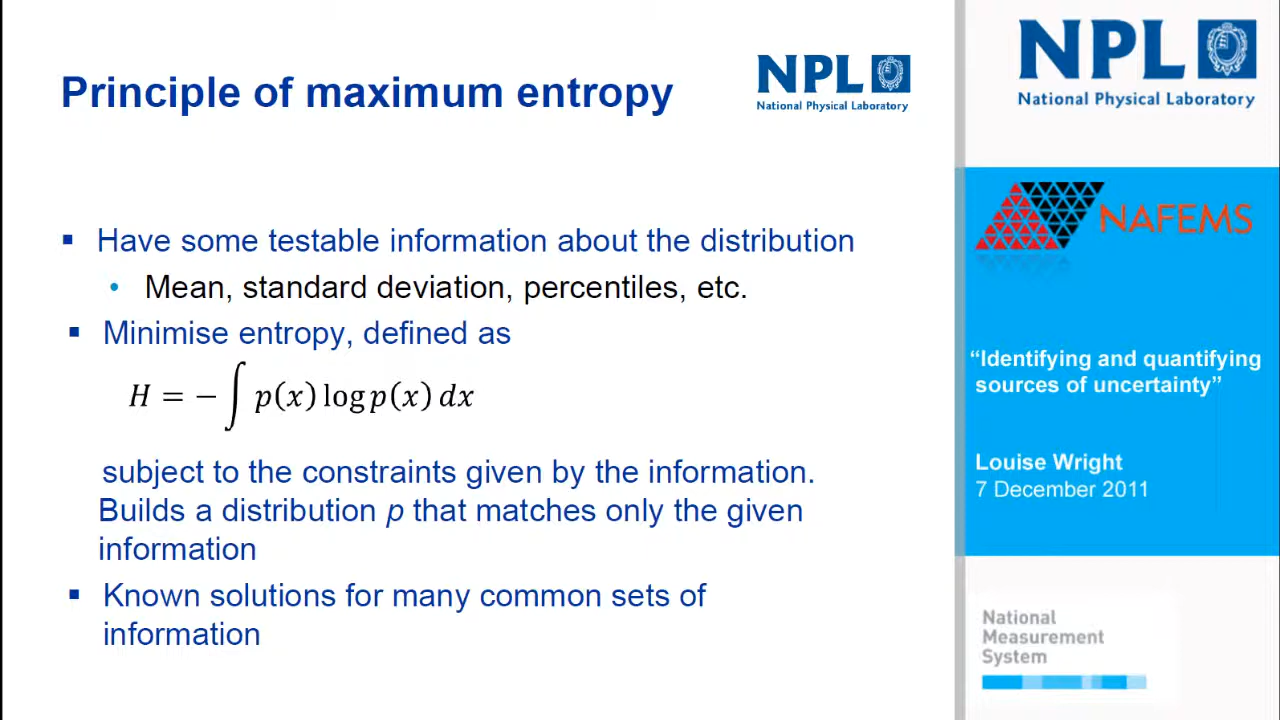 Principle of maximum entropy
NPL
National Physical Laboratory
▪ Have some testable information about the distribution
• Mean, standard deviation, percentiles, etc.
▪ Minimise entropy, defined as
H = − ∫ p(x) log p(x) dx
subject to the constraints given by the information.
Builds a distribution p that matches only the given
information
▪ Known solutions for many common sets of
information
NPL
National Physical Laboratory
NAFEMS
“Identifying and quantifying
sources of uncertainty”
Louise Wright
7 December 2011
National
Measurement
System